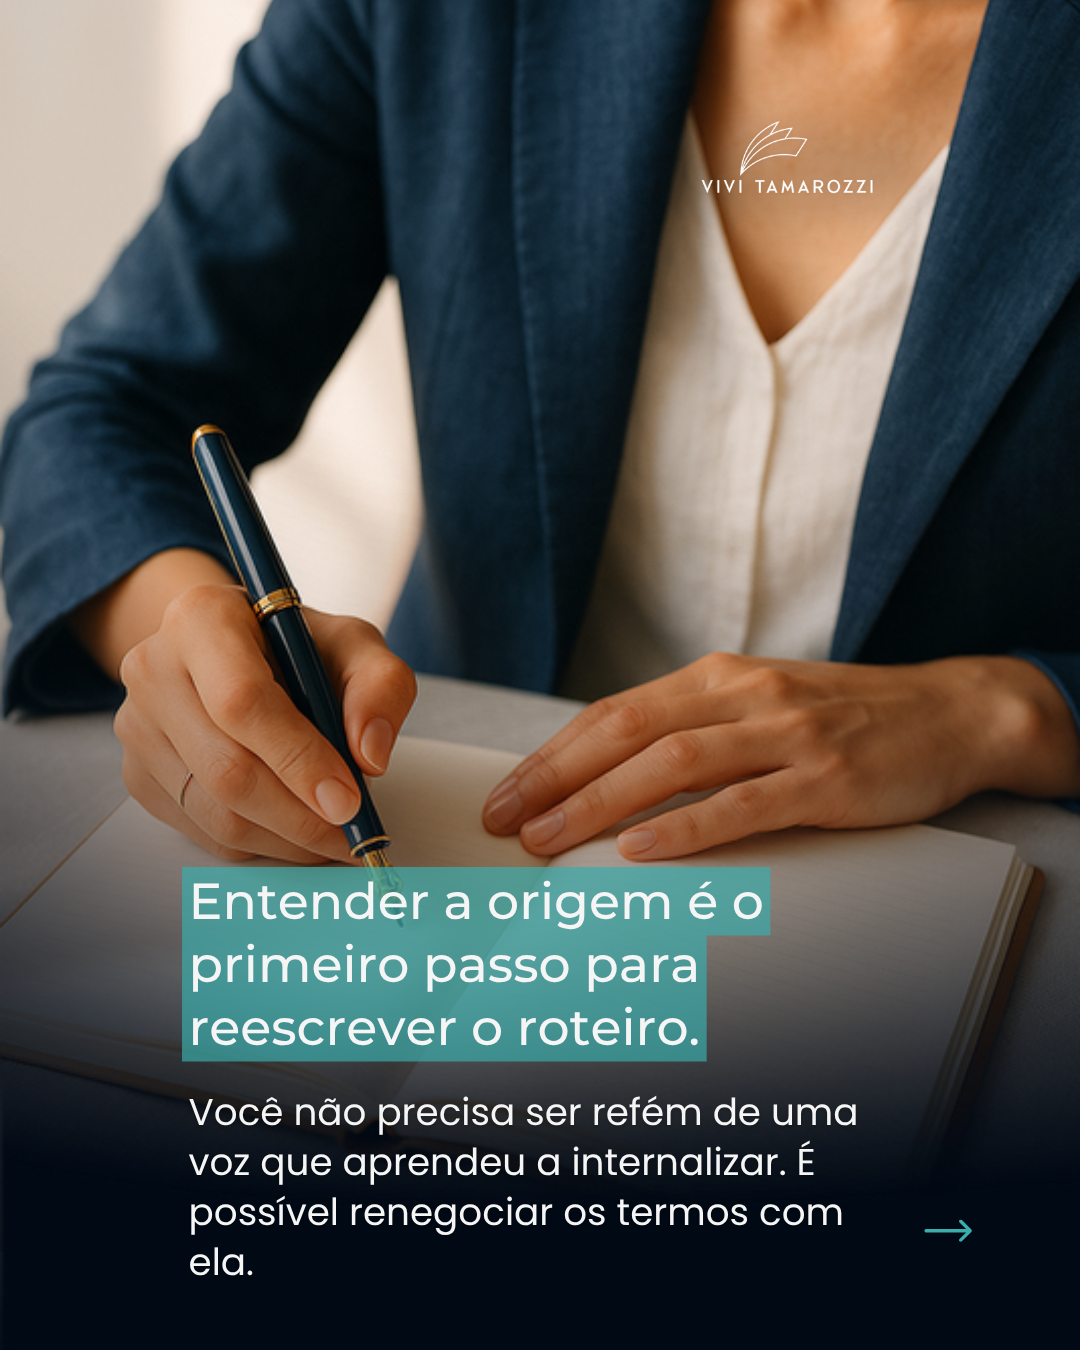 VIVI TAMAROZZI
Entender a origem é o
primeiro passo para
reescrever o roteiro.
Você não precisa ser refém de uma
voz que aprendeu a internalizar. É
possível renegociar os termos com
ela.